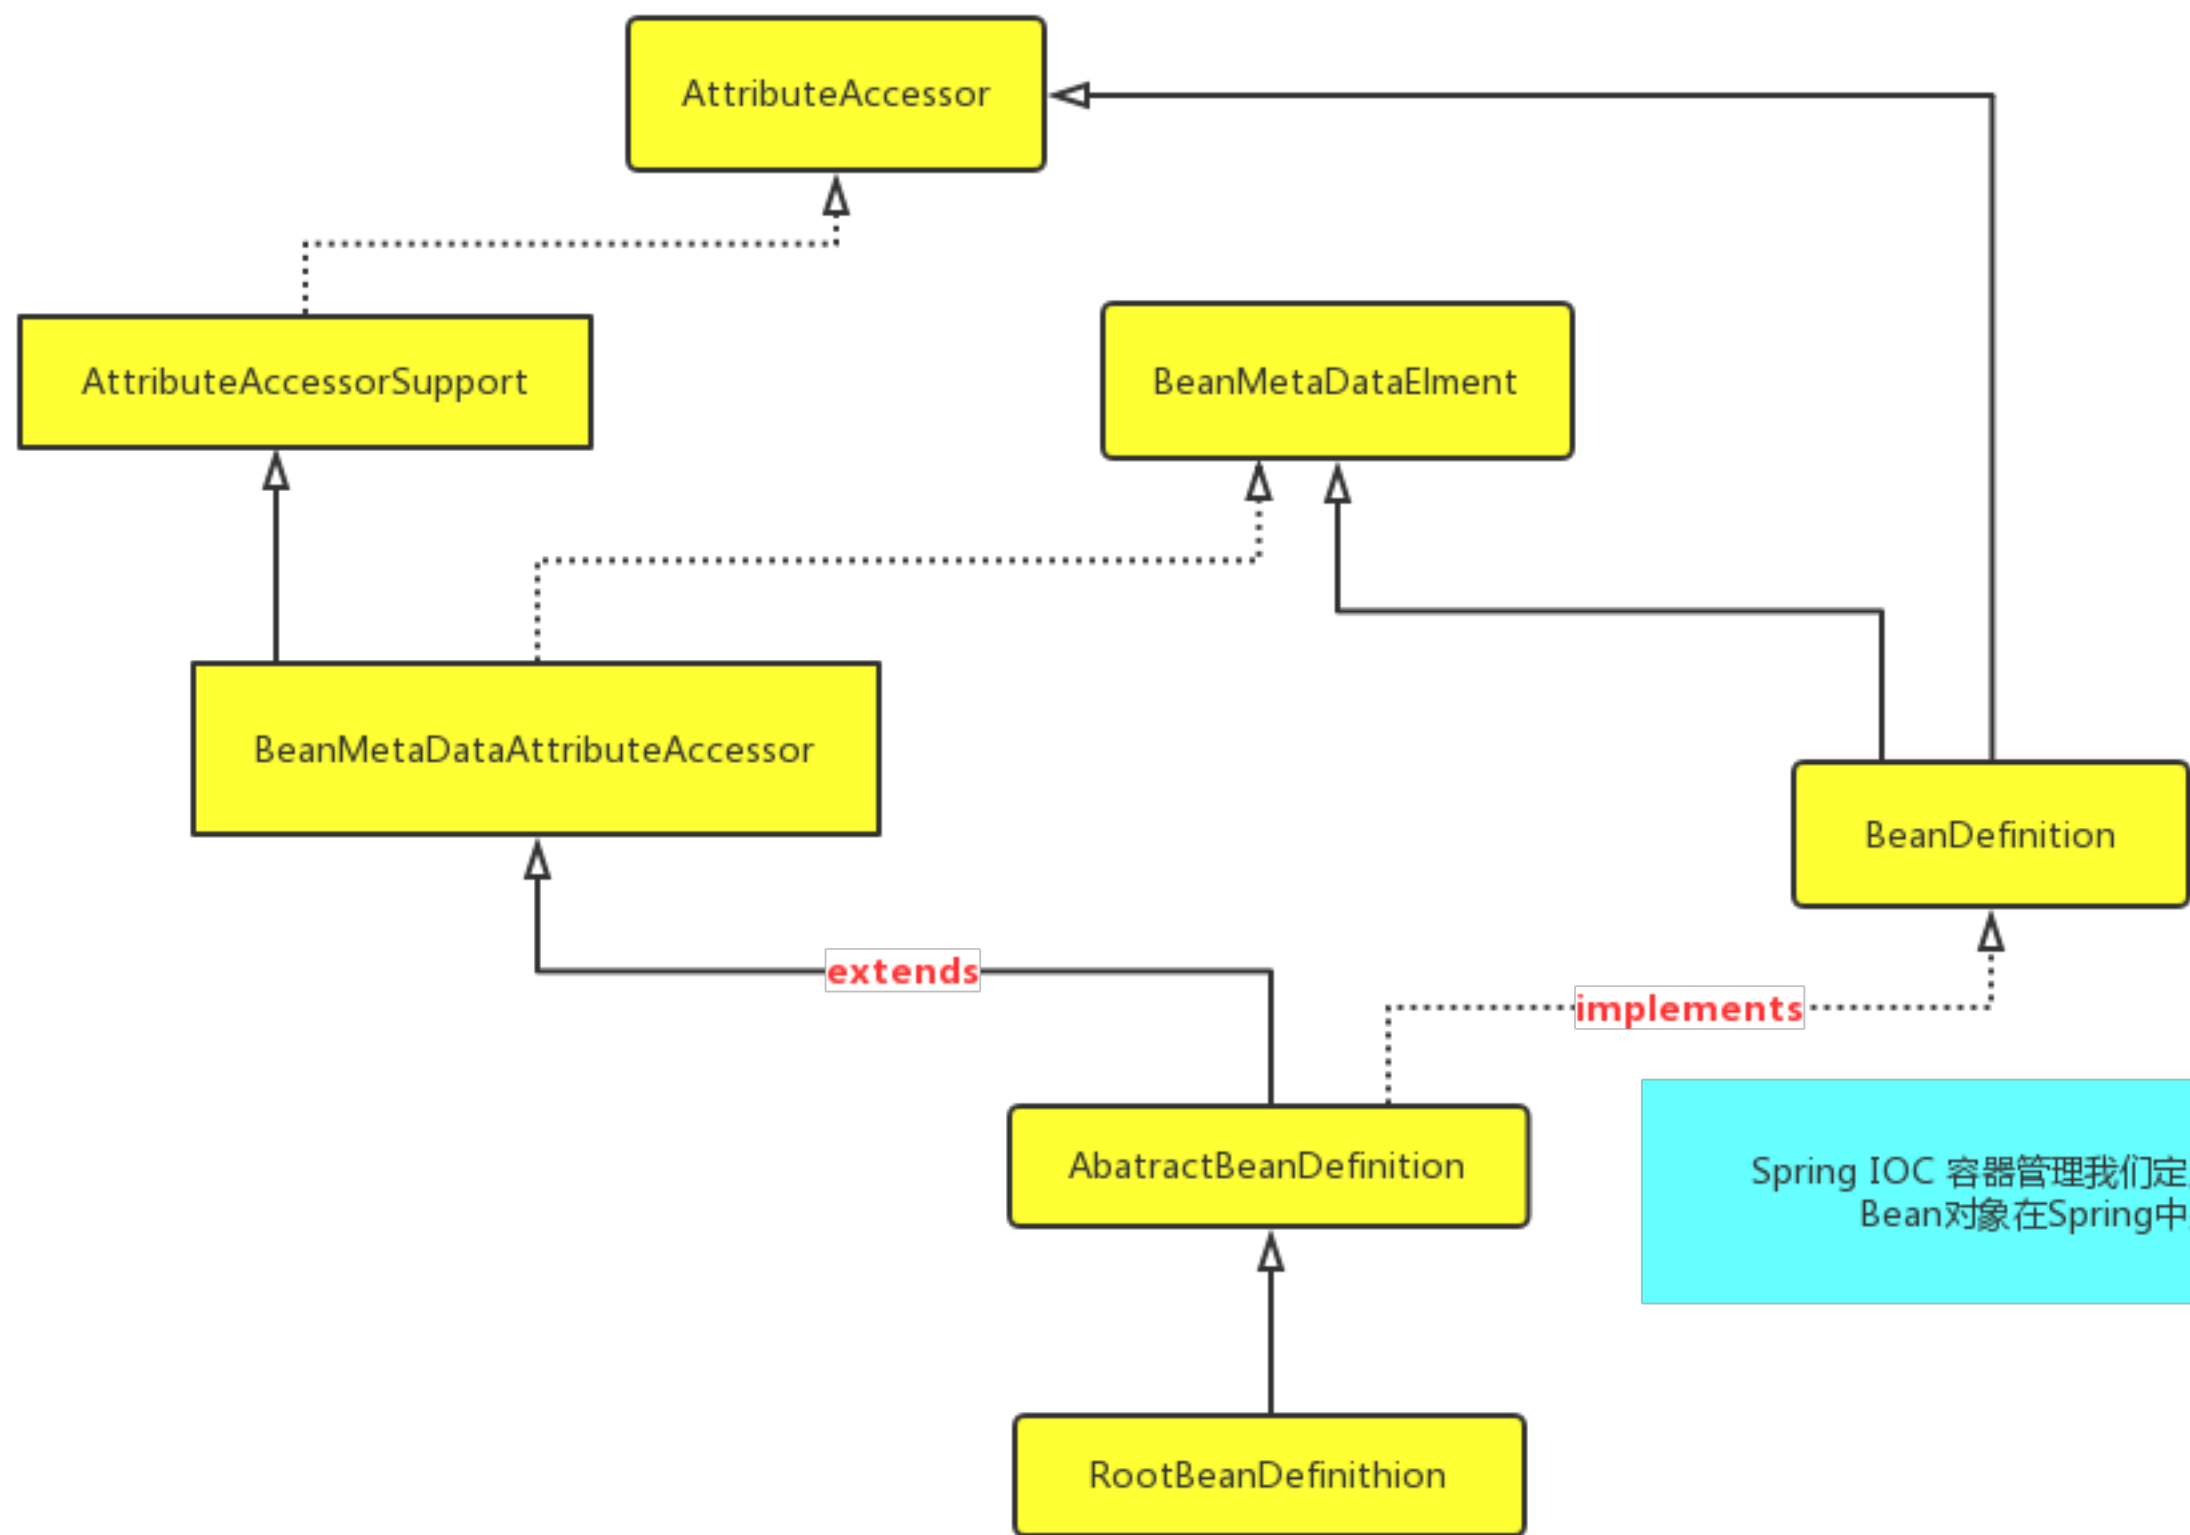 AttributeAccessor
AttributeAccessorSupport
BeanMetaDataElment
BeanMetaDataAttributeAccessor
BeanDefinition
extends
implements
AbatractBeanDefinition
Spring IOC 容器管理我们定
Bean对象在Spring中
RootBeanDefinithion